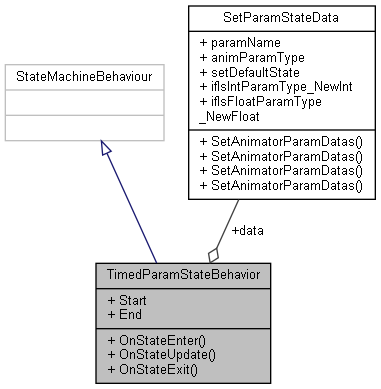 SetParamStateData
+ paramName
+ animParamType
+ setDefaultState
+ ifIsIntParamType_NewInt
+ ifIsFloatParamType
_NewFloat
+ SetAnimatorParamDatas()
+ SetAnimatorParamDatas()
+ SetAnimatorParamDatas()
+ SetAnimatorParamDatas()
StateMachineBehaviour
+data
TimedParamStateBehavior
+ Start
+ End
+ OnStateEnter()
+ OnStateUpdate()
+ OnStateExit()